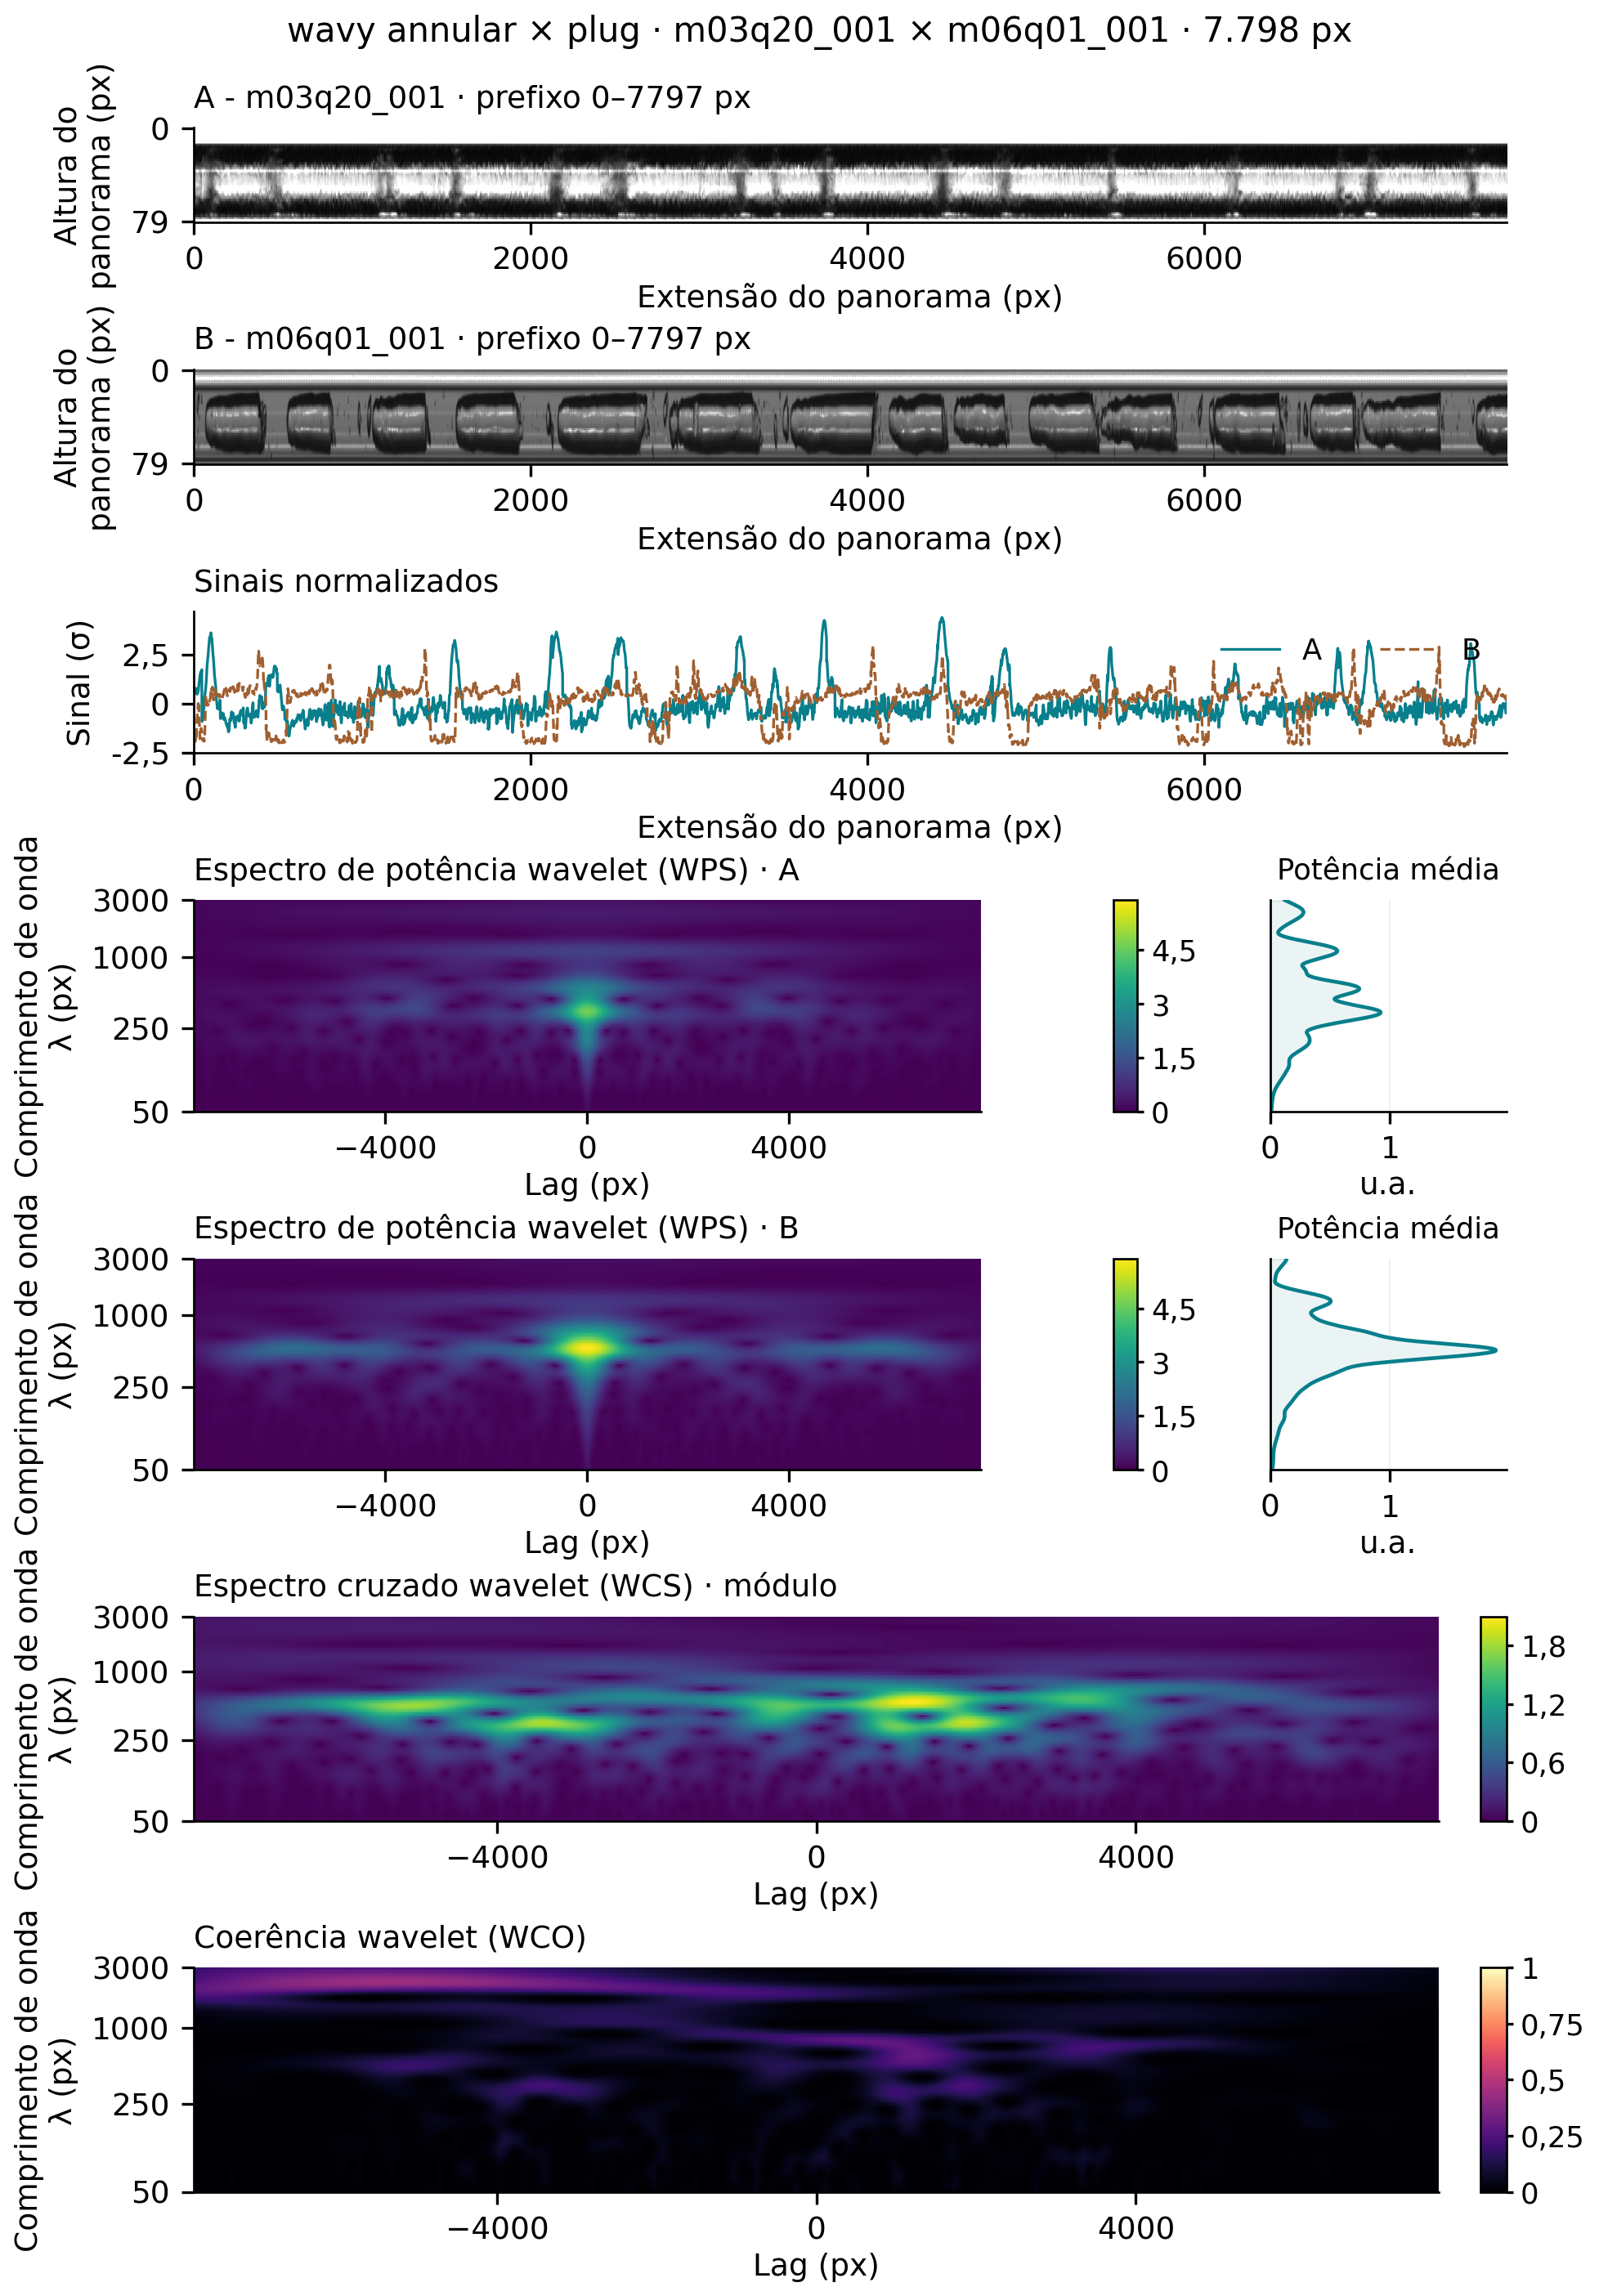 wavy annular × plug · m03q20_001 × m06q01_001 · 7.798 px
A - m03q20_001 · prefixo 0–7797 px
Altura do
panorama (px)
0
79
0 2000 4000 6000
Extensão do panorama (px)
B - m06q01_001 · prefixo 0–7797 px
Altura do
panorama (px)
0
79
0 2000 4000 6000
Extensão do panorama (px)
Sinais normalizados
Sinal (σ)
2,5
0
-2,5
A B
0 2000 4000 6000
Extensão do panorama (px)
Espectro de potência wavelet (WPS) · A
Comprimento de onda
λ (px)
3000
1000
250
50
−4000 0 4000
Lag (px)
4,5
3
1,5
0
Potência média
0 1
u.a.
Espectro de potência wavelet (WPS) · B
Comprimento de onda
λ (px)
3000
1000
250
50
−4000 0 4000
Lag (px)
4,5
3
1,5
0
Potência média
0 1
u.a.
Espectro cruzado wavelet (WCS) · módulo
Comprimento de onda
λ (px)
3000
1000
250
50
−4000 0 4000
Lag (px)
1,8
1,2
0,6
0
Coerência wavelet (WCO)
Comprimento de onda
λ (px)
3000
1000
250
50
−4000 0 4000
Lag (px)
1
0,75
0,5
0,25
0